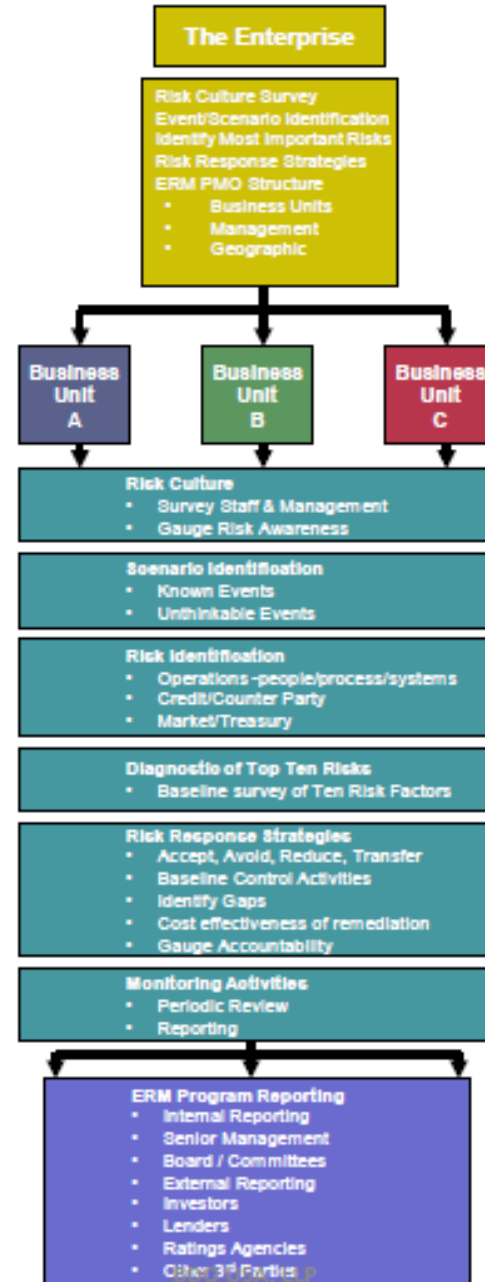 The Enterprise
Risk Culture Survey
Event/Scenario Identification
Identify Most Important Risks
Risk Response Strategies
ERM PMO Structure
▪ Business Units
▪ Management
▪ Geographic
Business Unit A
Business Unit B
Business Unit C
Risk Culture
▪ Survey Staff & Management
▪ Gauge Risk Awareness
Scenario Identification
▪ Known Events
▪ Unthinkable Events
Risk Identification
▪ Operations -people/process/systems
▪ Credit/Counter Party
▪ Market/Treasury
Diagnostic of Top Ten Risks
▪ Baseline survey of Ten Risk Factors
Risk Response Strategies
▪ Accept, Avoid, Reduce, Transfer
▪ Baseline Control Activities
▪ Identify Gaps
▪ Cost effectiveness of remediation
▪ Gauge Accountability
Monitoring Activities
▪ Periodic Review
▪ Reporting
ERM Program Reporting
▪ Internal Reporting
▪ Senior Management
▪ Board / Committees
▪ External Reporting
▪ Investors
▪ Lenders
▪ Ratings Agencies
▪ Other 3rd Parties